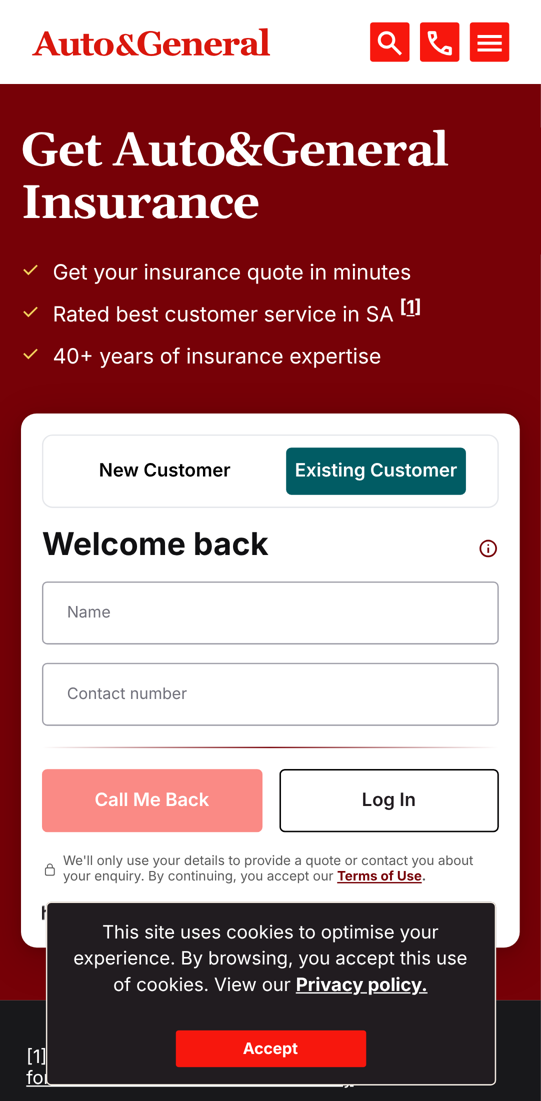 Auto&General
Get Auto&General
Insurance
Get your insurance quote in minutes
Rated best customer service in SA [1]
40+ years of insurance expertise
New Customer
Existing Customer
Welcome back
Name
Contact number
Call Me Back
Log In
We'll only use your details to provide a quote or contact you about
your enquiry. By continuing, you accept our Terms of Use.
This site uses cookies to optimise your
experience. By browsing, you accept this use
of cookies. View our Privacy policy.
Accept
[1]
for